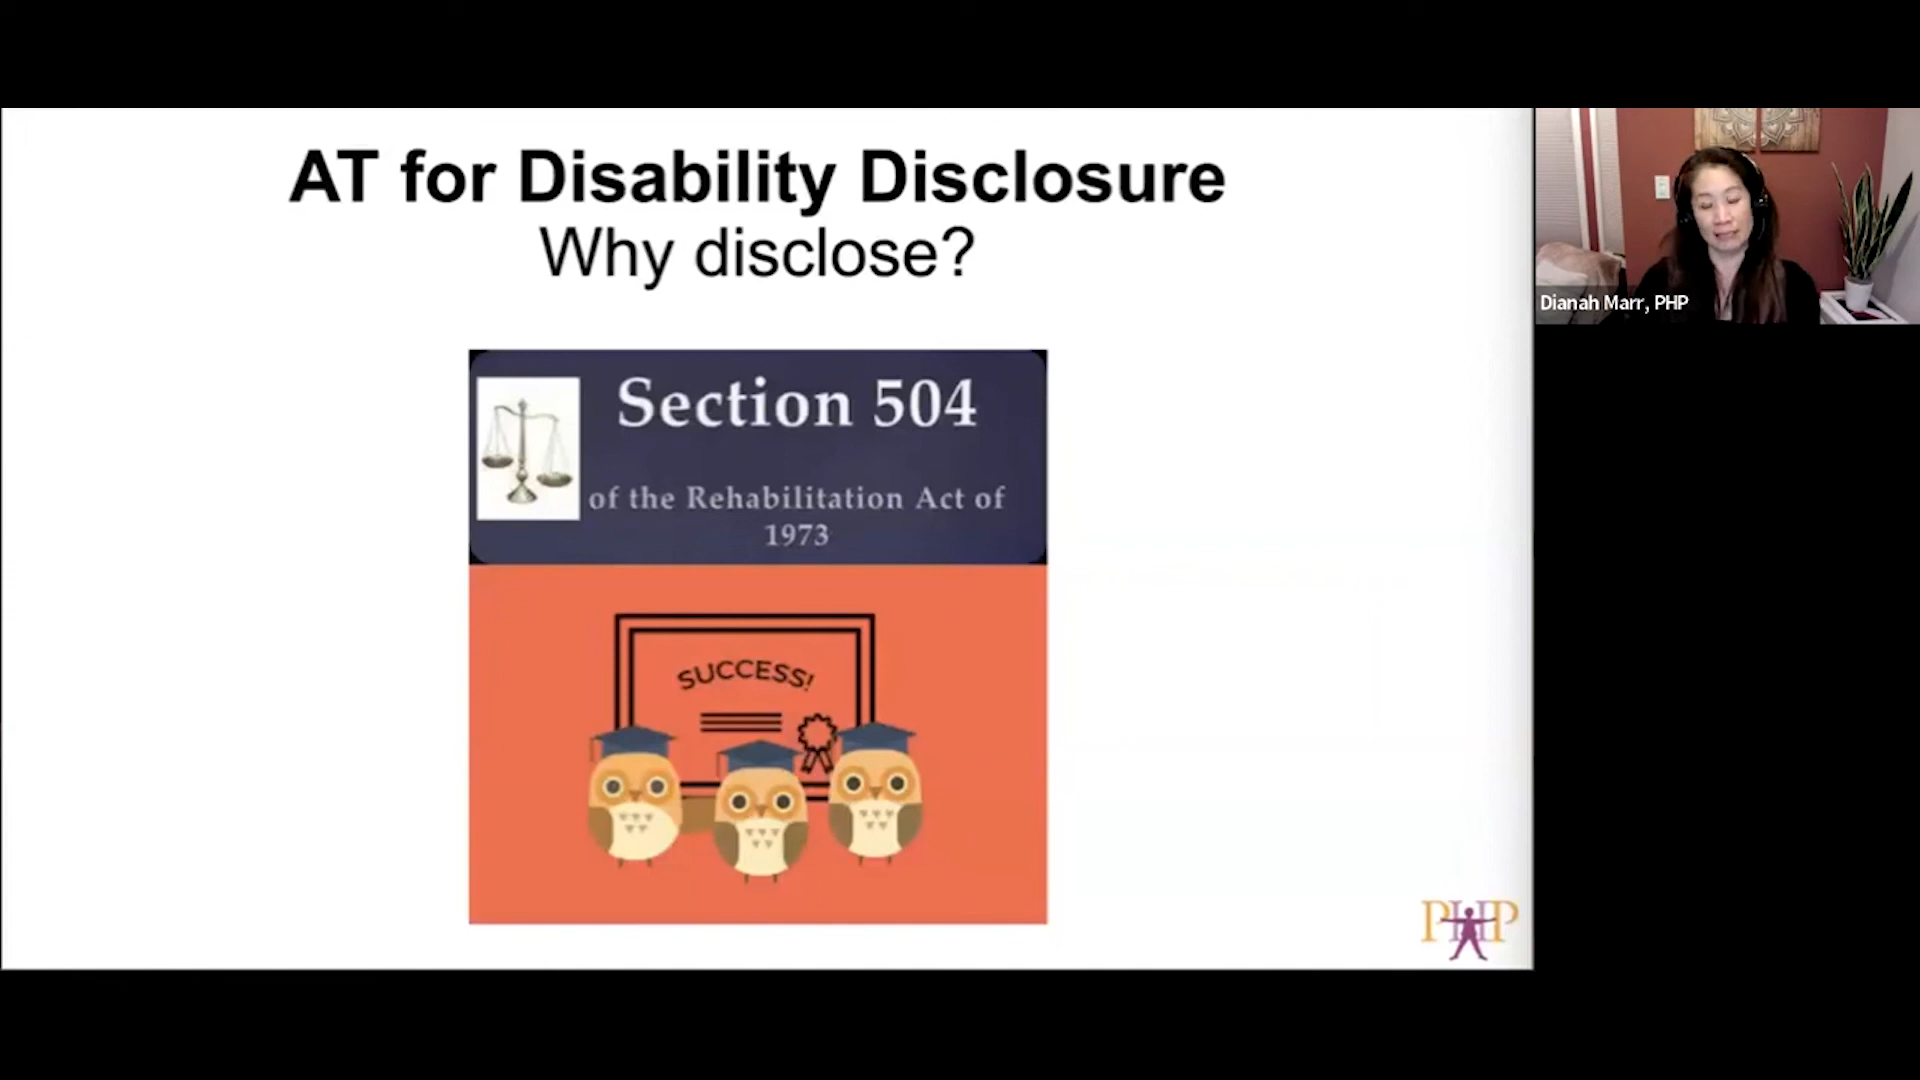 AT for Disability Disclosure
Why disclose?
Section 504
of the Rehabilitation Act of
1973
SUCCESS!
Dianah Marr, PHP
PHP